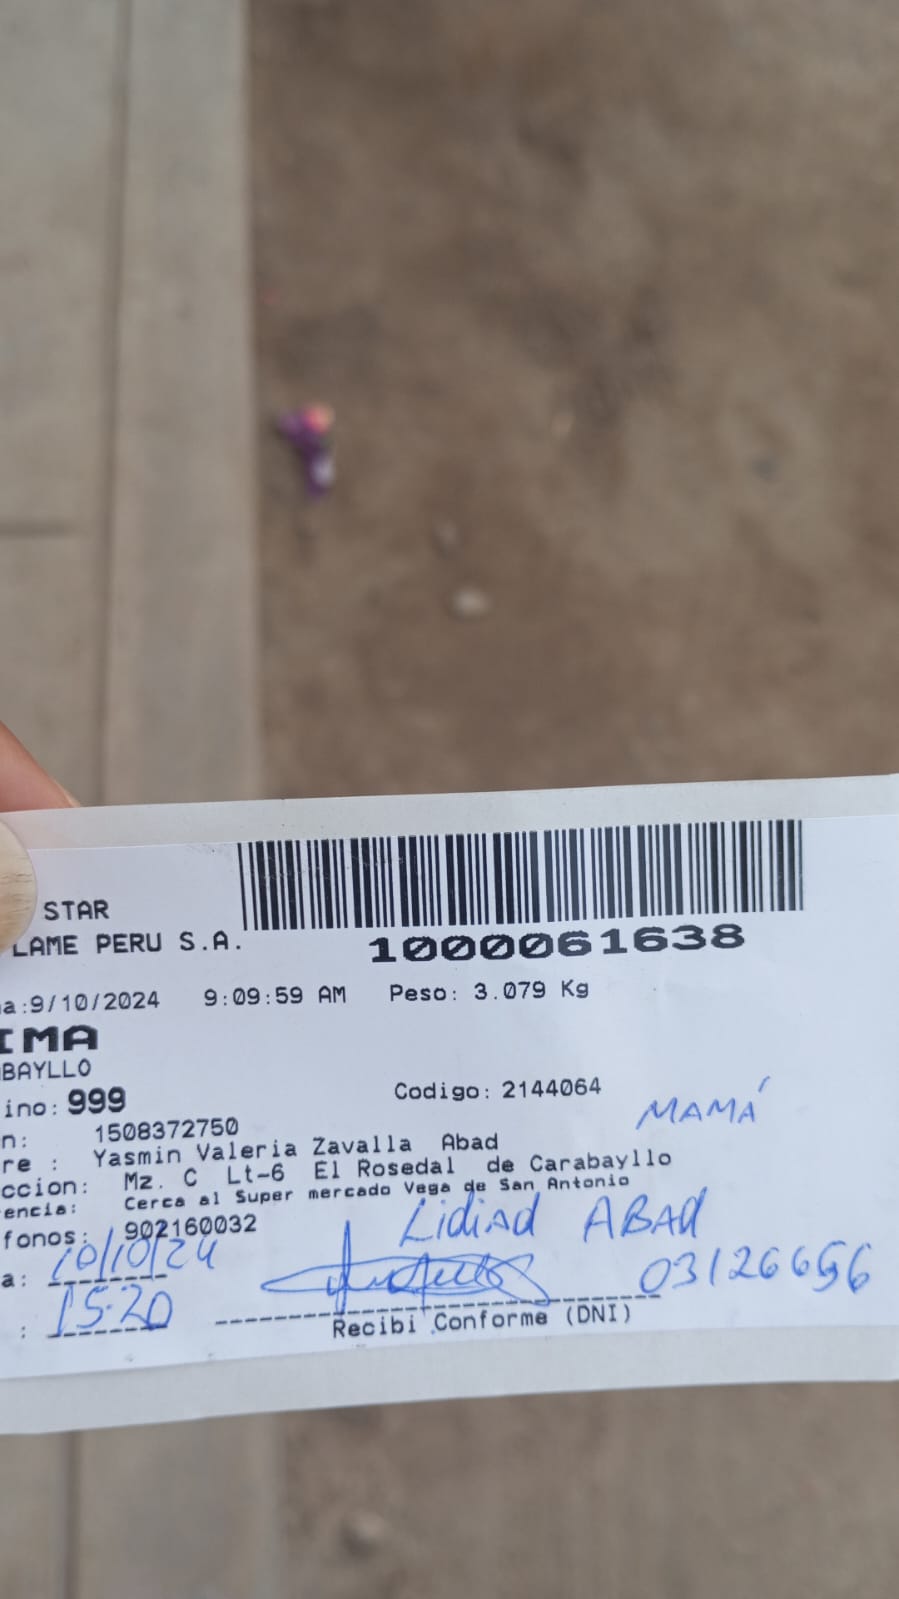 STAR
LAME PERU S.A.
1000061638
a:9/10/2024 9:09:59 AM Peso: 3.079 Kg
IMA
BAYLLO
ino: 999 Codigo: 2144064
MAMÁ
n: 1508372750
re : Yasmin Valeria Zavalla Abad
ccion: Mz. C Lt-6 El Rosedal de Carabayllo
encia: Cerca al Super mercado Vega de San Antonio
fonos: 902160032
Lidiad ABAd
a: 10/10/24
03126656
: 15:20
Recibi Conforme (DNI)